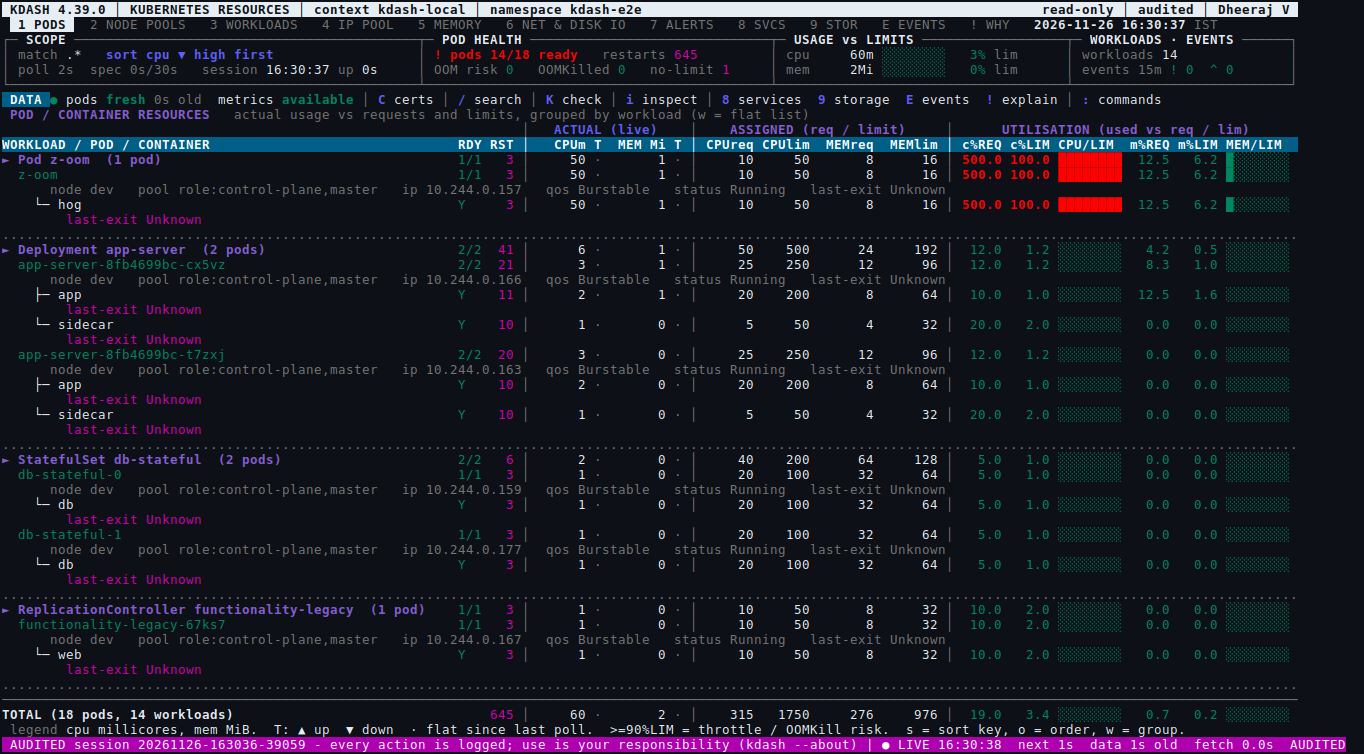 KDASH 4.39.0 │ KUBERNETES RESOURCES │ context kdash-local │ namespace kdash-e2e read-only │ audited │ Dheeraj V
1 PODS 2 NODE POOLS 3 WORKLOADS 4 IP POOL 5 MEMORY 6 NET & DISK IO 7 ALERTS 8 SVCS 9 STOR E EVENTS ! WHY 2026-11-26 16:30:37 IST
SCOPE POD HEALTH USAGE vs LIMITS WORKLOADS · EVENTS
match .* sort cpu ▼ high first ! pods 14/18 ready restarts 645 cpu 60m 3% lim workloads 14
poll 2s spec 0s/30s session 16:30:37 up 0s OOM risk 0 OOMKilled 0 no-limit 1 mem 2Mi 0% lim events 15m ! 0 ^ 0
DATA ● pods fresh 0s old metrics available │ C certs │ / search │ K check │ i inspect │ 8 services 9 storage E events ! explain │ : commands
POD / CONTAINER RESOURCES actual usage vs requests and limits, grouped by workload (w = flat list)
│ ACTUAL (live) │ ASSIGNED (req / limit) │ UTILISATION (used vs req / lim)
WORKLOAD / POD / CONTAINER RDY RST │ CPUm T MEM Mi T │ CPUreq CPUlim MEMreq MEMlim │ c%REQ c%LIM CPU/LIM m%REQ m%LIM MEM/LIM
► Pod z-oom (1 pod) 1/1 3 │ 50 · 1 · │ 10 50 8 16 │ 500.0 100.0 12.5 6.2
z-oom 1/1 3 │ 50 · 1 · │ 10 50 8 16 │ 500.0 100.0 12.5 6.2
node dev pool role:control-plane,master ip 10.244.0.157 qos Burstable status Running last-exit Unknown
└─ hog Y 3 │ 50 · 1 · │ 10 50 8 16 │ 500.0 100.0 12.5 6.2
last-exit Unknown
► Deployment app-server (2 pods) 2/2 41 │ 6 · 1 · │ 50 500 24 192 │ 12.0 1.2 4.2 0.5
app-server-8fb4699bc-cx5vz 2/2 21 │ 3 · 1 · │ 25 250 12 96 │ 12.0 1.2 8.3 1.0
node dev pool role:control-plane,master ip 10.244.0.166 qos Burstable status Running last-exit Unknown
├─ app Y 11 │ 2 · 1 · │ 20 200 8 64 │ 10.0 1.0 12.5 1.6
last-exit Unknown
└─ sidecar Y 10 │ 1 · 0 · │ 5 50 4 32 │ 20.0 2.0 0.0 0.0
last-exit Unknown
app-server-8fb4699bc-t7zxj 2/2 20 │ 3 · 0 · │ 25 250 12 96 │ 12.0 1.2 0.0 0.0
node dev pool role:control-plane,master ip 10.244.0.163 qos Burstable status Running last-exit Unknown
├─ app Y 10 │ 2 · 0 · │ 20 200 8 64 │ 10.0 1.0 0.0 0.0
last-exit Unknown
└─ sidecar Y 10 │ 1 · 0 · │ 5 50 4 32 │ 20.0 2.0 0.0 0.0
last-exit Unknown
► StatefulSet db-stateful (2 pods) 2/2 6 │ 2 · 0 · │ 40 200 64 128 │ 5.0 1.0 0.0 0.0
db-stateful-0 1/1 3 │ 1 · 0 · │ 20 100 32 64 │ 5.0 1.0 0.0 0.0
node dev pool role:control-plane,master ip 10.244.0.159 qos Burstable status Running last-exit Unknown
└─ db Y 3 │ 1 · 0 · │ 20 100 32 64 │ 5.0 1.0 0.0 0.0
last-exit Unknown
db-stateful-1 1/1 3 │ 1 · 0 · │ 20 100 32 64 │ 5.0 1.0 0.0 0.0
node dev pool role:control-plane,master ip 10.244.0.177 qos Burstable status Running last-exit Unknown
└─ db Y 3 │ 1 · 0 · │ 20 100 32 64 │ 5.0 1.0 0.0 0.0
last-exit Unknown
► ReplicationController functionality-legacy (1 pod) 1/1 3 │ 1 · 0 · │ 10 50 8 32 │ 10.0 2.0 0.0 0.0
functionality-legacy-67ks7 1/1 3 │ 1 · 0 · │ 10 50 8 32 │ 10.0 2.0 0.0 0.0
node dev pool role:control-plane,master ip 10.244.0.167 qos Burstable status Running last-exit Unknown
└─ web Y 3 │ 1 · 0 · │ 10 50 8 32 │ 10.0 2.0 0.0 0.0
last-exit Unknown
TOTAL (18 pods, 14 workloads) 645 │ 60 · 2 · │ 315 1750 276 976 │ 19.0 3.4 0.7 0.2
legend cpu millicores, mem MiB. T: ▲ up ▼ down · flat since last poll. >=90%LIM = throttle / OOMKill risk. s = sort key, o = order, w = group.
AUDITED session 20261126-163036-39059 - every action is logged; use is your responsibility (kdash --about) | ● LIVE 16:30:38 next 1s data 1s old fetch 0.0s AUDITED